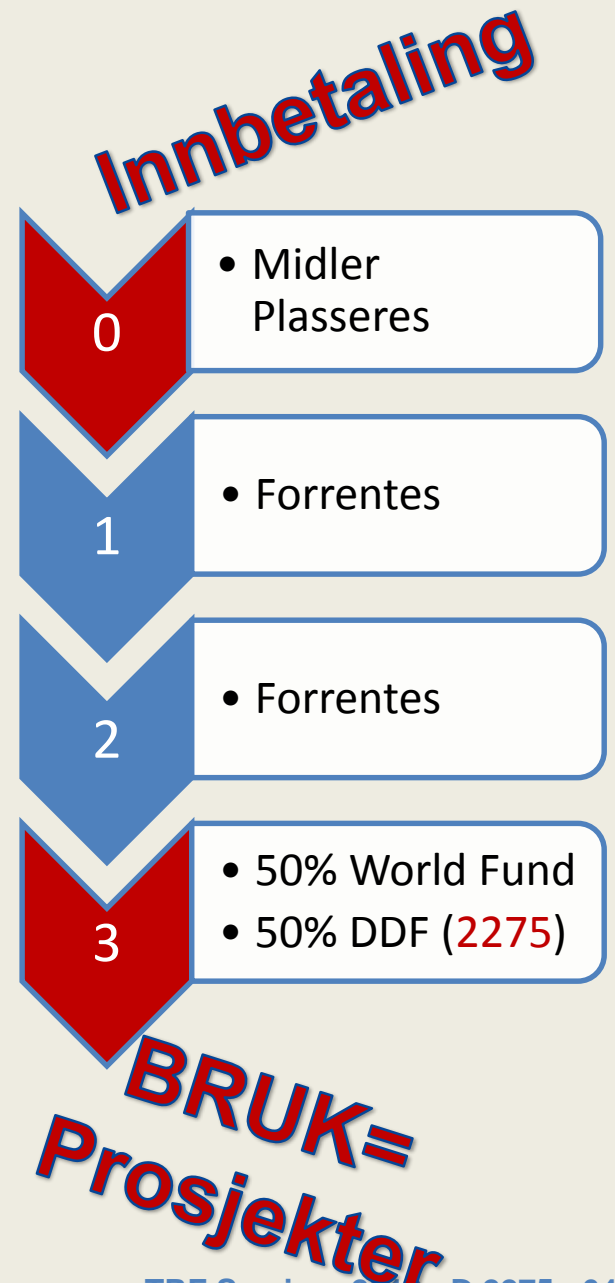 Innbetaling
0
• Midler
Plasseres
1
• Forrentes
2
• Forrentes
3
• 50% World Fund
• 50% DDF (2275)
BRUK=
Prosjekter